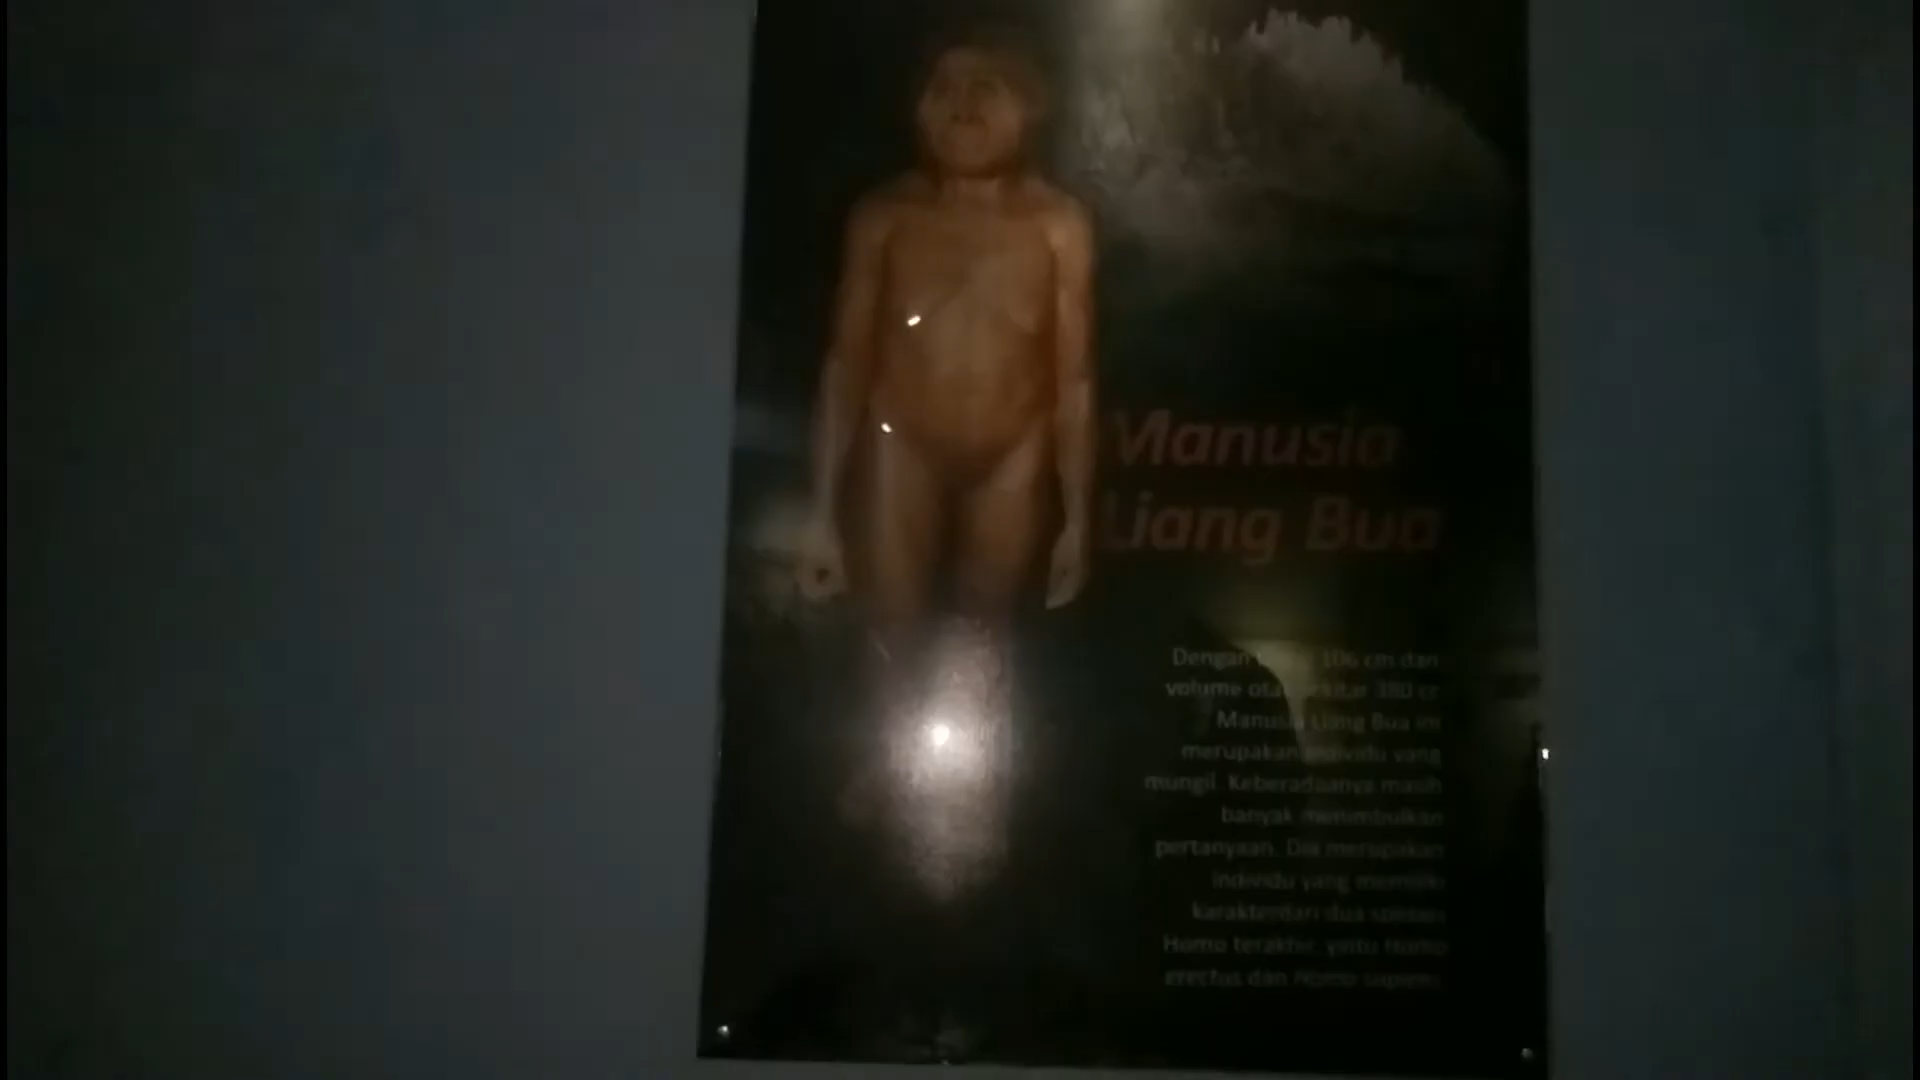 Manusia
Liang Bua
Dengan 106 cm dan
volume otak sekitar 380 cc
Manusia Liang Bua ini
merupakan individu yang
mungil. Keberadaanya masih
banyak menimbulkan
pertanyaan. Dia merupakan
individu yang memiliki
karakter dari dua spesies
Homo terakhir, yaitu Homo
erectus dan Homo sapiens.